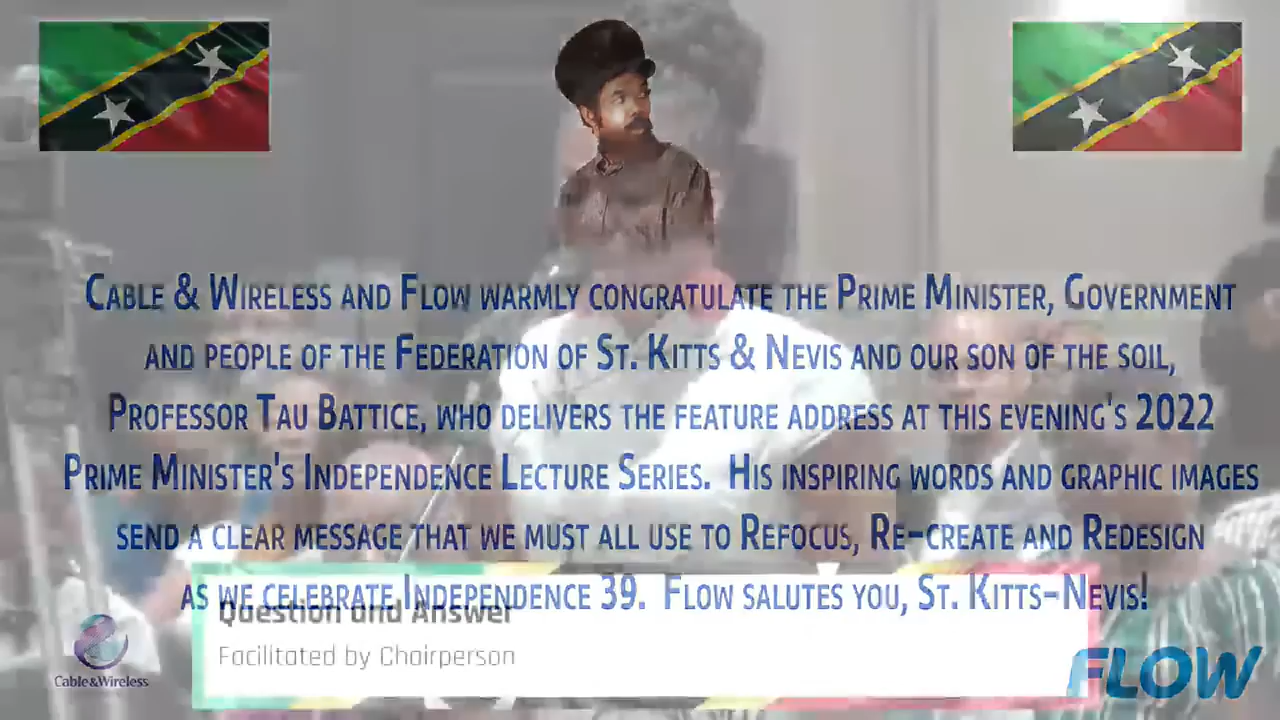 Cable & Wireless and Flow warmly congratulate the Prime Minister, Government
and people of the Federation of St. Kitts & Nevis and our son of the soil,
Professor Tau Battice, who delivers the feature address at this evening's 2022
Prime Minister's Independence Lecture Series. His inspiring words and graphic images
send a clear message that we must all use to Refocus, Re-create and Redesign
as we celebrate Independence 39. Flow salutes you, St. Kitts-Nevis!
Question and Answer
Facilitated by Chairperson
Cable&Wireless
FLOW